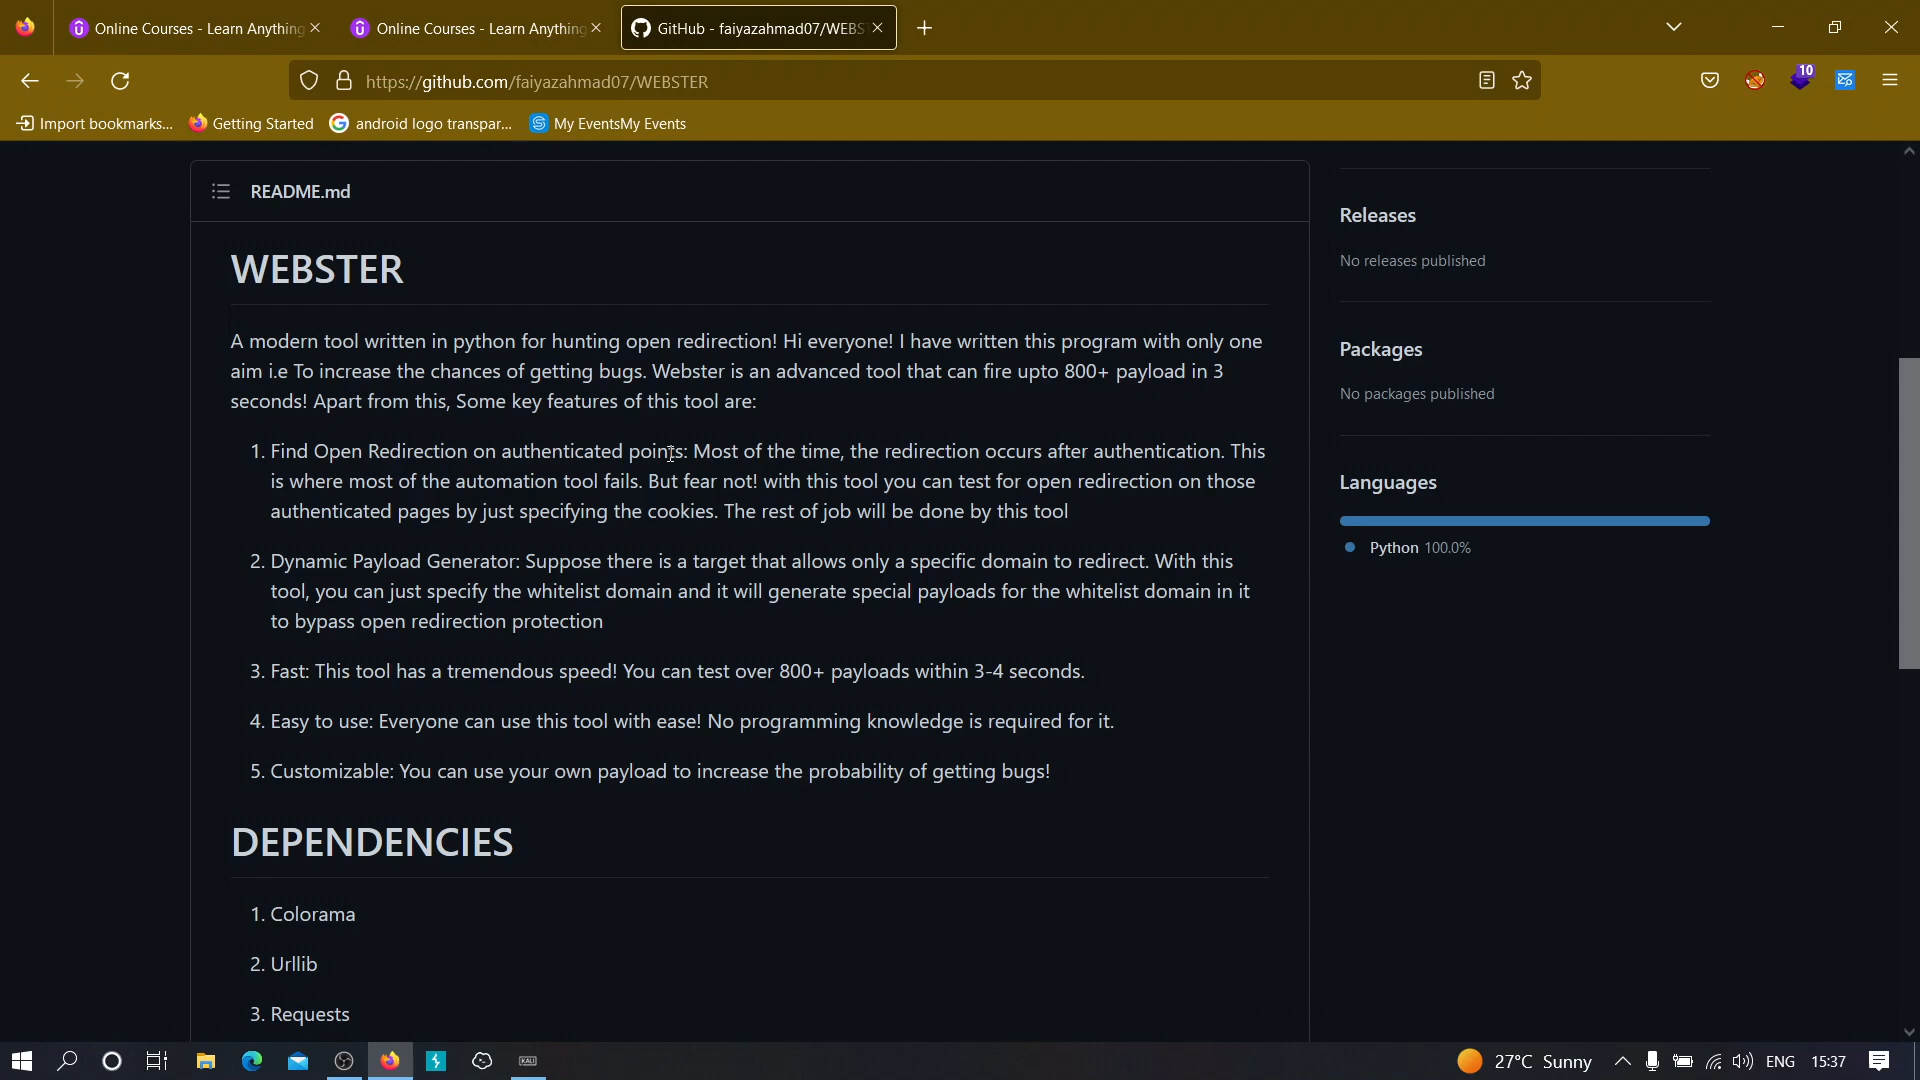 Online Courses - Learn Anything
Online Courses - Learn Anything
GitHub - faiyazahmad07/WEBS
https://github.com/faiyazahmad07/WEBSTER
10
Import bookmarks...
Getting Started
android logo transpar...
My EventsMy Events
README.md
WEBSTER
A modern tool written in python for hunting open redirection! Hi everyone! I have written this program with only one
aim i.e To increase the chances of getting bugs. Webster is an advanced tool that can fire upto 800+ payload in 3
seconds! Apart from this, Some key features of this tool are:
1. Find Open Redirection on authenticated points: Most of the time, the redirection occurs after authentication. This
is where most of the automation tool fails. But fear not! with this tool you can test for open redirection on those
authenticated pages by just specifying the cookies. The rest of job will be done by this tool
2. Dynamic Payload Generator: Suppose there is a target that allows only a specific domain to redirect. With this
tool, you can just specify the whitelist domain and it will generate special payloads for the whitelist domain in it
to bypass open redirection protection
3. Fast: This tool has a tremendous speed! You can test over 800+ payloads within 3-4 seconds.
4. Easy to use: Everyone can use this tool with ease! No programming knowledge is required for it.
5. Customizable: You can use your own payload to increase the probability of getting bugs!
DEPENDENCIES
1. Colorama
2. Urllib
3. Requests
Releases
No releases published
Packages
No packages published
Languages
Python 100.0%
KALI
27°C Sunny
ENG
15:37